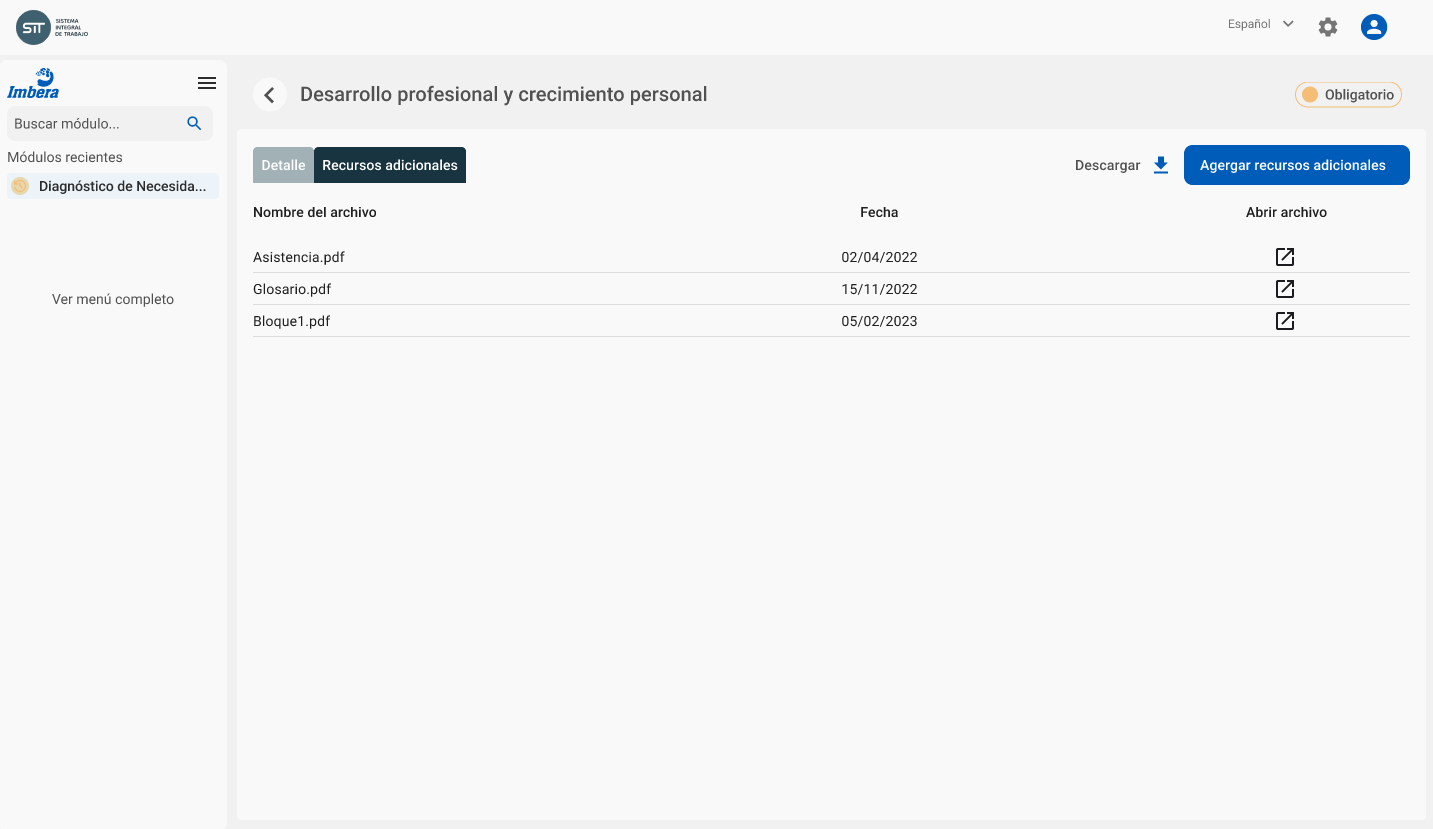 SIT
SISTEMA
INTEGRAL
DE TRABAJO
Español
Imbera
Buscar módulo...
Módulos recientes
Diagnóstico de Necesida...
Ver menú completo
Desarrollo profesional y crecimiento personal
Obligatorio
Detalle
Recursos adicionales
Descargar
Agergar recursos adicionales
Nombre del archivo Fecha Abrir archivo
Asistencia.pdf 02/04/2022
Glosario.pdf 15/11/2022
Bloque1.pdf 05/02/2023